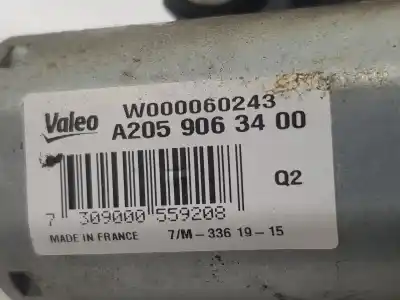 Valeo
W000060243
A205 906 34 00
Q2
7 309000 559208
MADE IN FRANCE 7/M-336 19-15